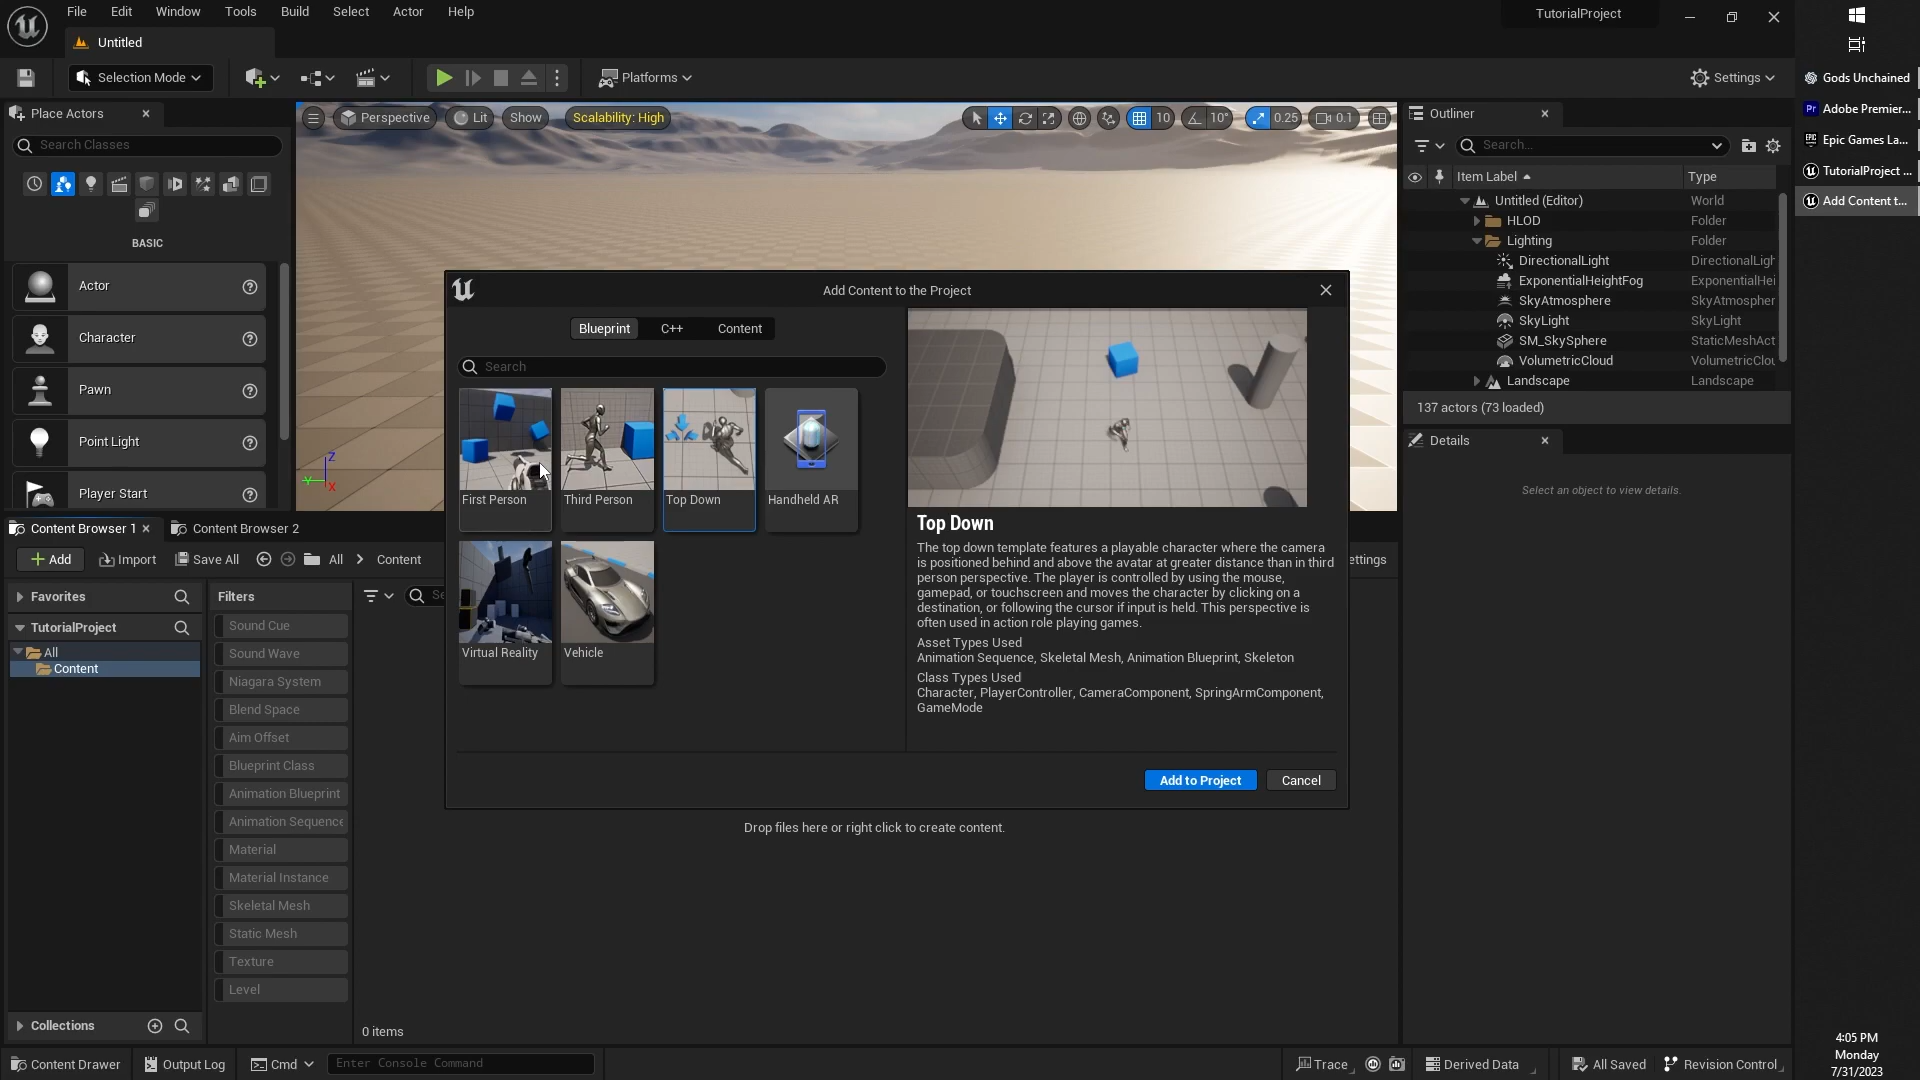 File Edit Window Tools Build Select Actor Help
TutorialProject
Untitled
Selection Mode
Platforms
Settings
Gods Unchained
Pr Adobe Premier...
Epic Games La...
TutorialProject ...
Add Content t...
Place Actors
Search Classes
BASIC
Actor
Character
Pawn
Point Light
Player Start
Perspective Lit Show Scalability: High
10 10° 0.25 0.1
Z
Y X
Outliner
Search...
Item Label Type
Untitled (Editor) World
HLOD Folder
Lighting Folder
DirectionalLight DirectionalLigh
ExponentialHeightFog ExponentialHei
SkyAtmosphere SkyAtmospher
SkyLight SkyLight
SM_SkySphere StaticMeshAct
VolumetricCloud VolumetricClou
Landscape Landscape
137 actors (73 loaded)
Details
Select an object to view details.
Add Content to the Project
Blueprint C++ Content
Search
First Person Third Person Top Down Handheld AR
Virtual Reality Vehicle
Top Down
The top down template features a playable character where the camera
is positioned behind and above the avatar at greater distance than in third
person perspective. The player is controlled by using the mouse,
gamepad, or touchscreen and moves the character by clicking on a
destination, or following the cursor if input is held. This perspective is
often used in action role playing games.
Asset Types Used
Animation Sequence, Skeletal Mesh, Animation Blueprint, Skeleton
Class Types Used
Character, PlayerController, CameraComponent, SpringArmComponent,
GameMode
Add to Project Cancel
Content Browser 1 Content Browser 2
Add Import Save All All Content
ettings
Favorites
TutorialProject
All
Content
Collections
Filters
Sound Cue
Sound Wave
Niagara System
Blend Space
Aim Offset
Blueprint Class
Animation Blueprint
Animation Sequence
Material
Material Instance
Skeletal Mesh
Static Mesh
Texture
Level
Se
Drop files here or right click to create content.
0 items
Content Drawer Output Log Cmd Enter Console Command
Trace Derived Data All Saved Revision Control
4:05 PM
Monday
7/31/2023